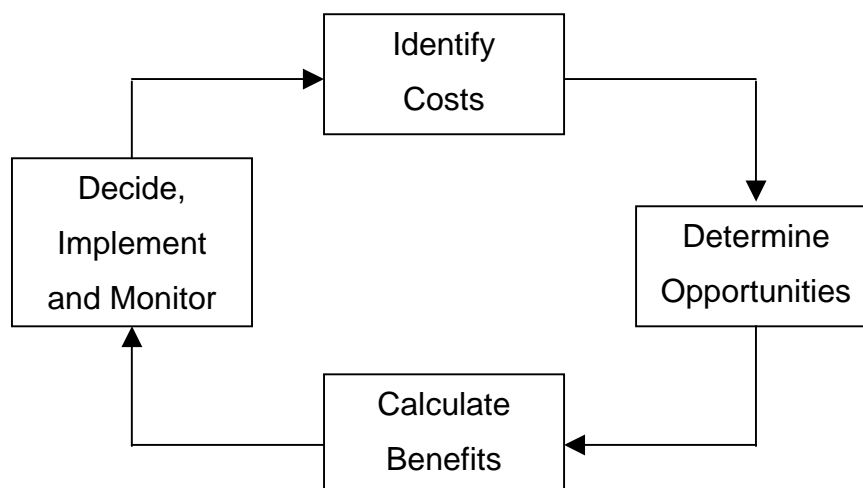 Identify
Costs
Decide,
Implement
and Monitor
Determine
Opportunities
Calculate
Benefits